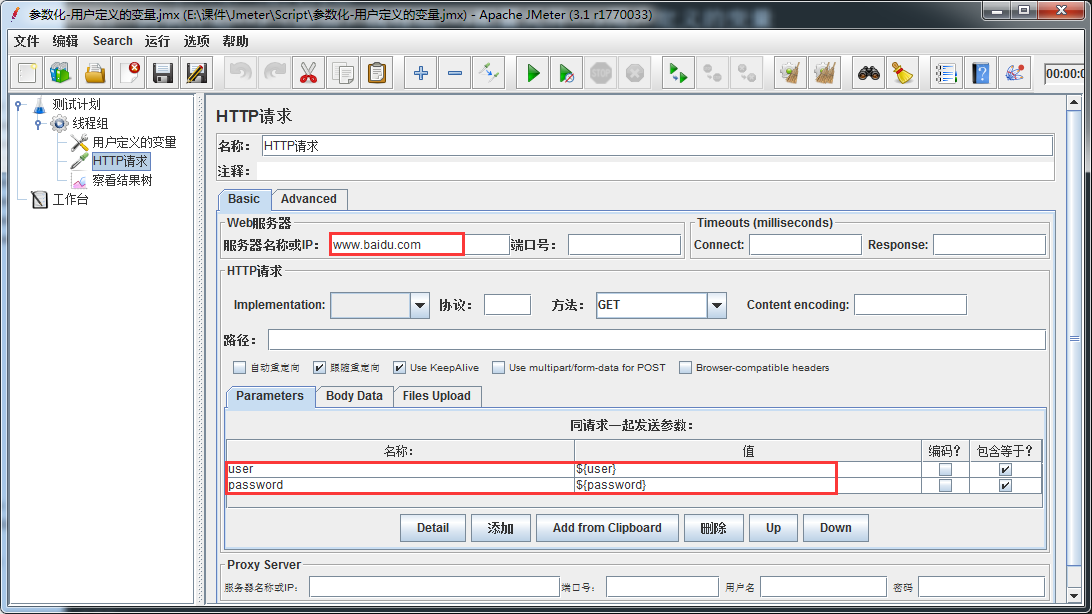 参数化-用户定义的变量.jmx (E:\课件\Jmeter\Script\参数化-用户定义的变量.jmx) - Apache JMeter (3.1 r1770033)
文件 编辑 Search 运行 选项 帮助
STOP
00:00:0
测试计划
线程组
用户定义的变量
HTTP请求
察看结果树
工作台
HTTP请求
名称： HTTP请求
注释：
Basic Advanced
Web服务器
服务器名称或IP： www.baidu.com 端口号：
Timeouts (milliseconds)
Connect: Response:
HTTP请求
Implementation: 协议： 方法： GET Content encoding:
路径：
自动重定向 跟随重定向 Use KeepAlive Use multipart/form-data for POST Browser-compatible headers
Parameters Body Data Files Upload
同请求一起发送参数：
名称： 值 编码？ 包含等于？
user ${user}
password ${password}
Detail 添加 Add from Clipboard 删除 Up Down
Proxy Server
服务器名称或IP： 端口号： 用户名 密码